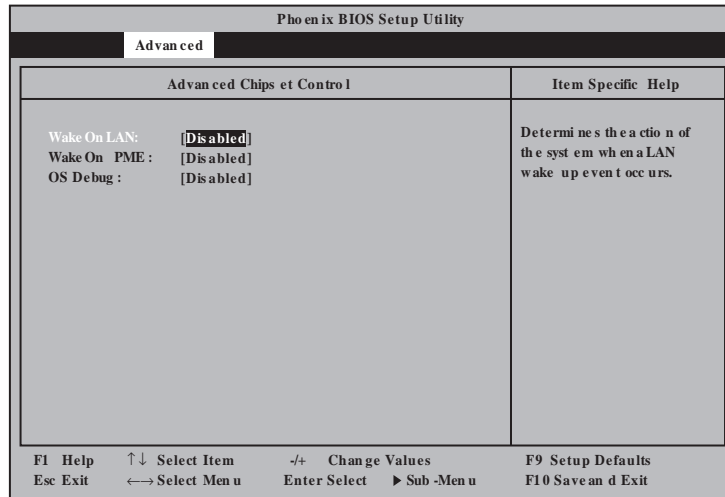 Phoenix BIOS Setup Utility
Advanced
Advanced Chipset Control
Item Specific Help
Wake On LAN: [Disabled]
Wake On PME: [Disabled]
OS Debug: [Disabled]
Determines the action of
the system when a LAN
wake up event occurs.
F1 Help ↑↓ Select Item -/+ Change Values F9 Setup Defaults
Esc Exit ←→ Select Menu Enter Select ▶ Sub-Menu F10 Save and Exit